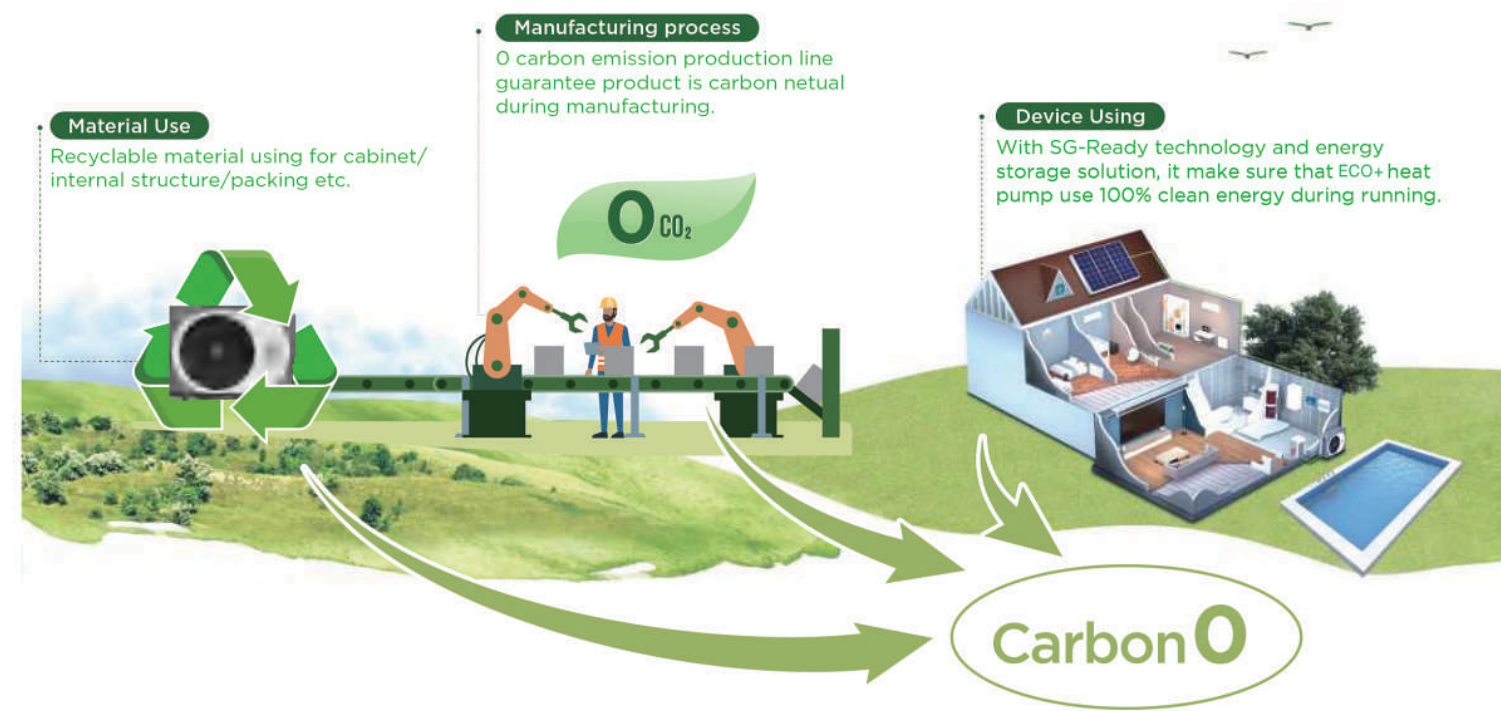 Material Use
Recyclable material using for cabinet/
internal structure/packing etc.
Manufacturing process
0 carbon emission production line
guarantee product is carbon netual
during manufacturing.
0 CO₂
Device Using
With SG-Ready technology and energy
storage solution, it make sure that ECO+ heat
pump use 100% clean energy during running.
Carbon 0